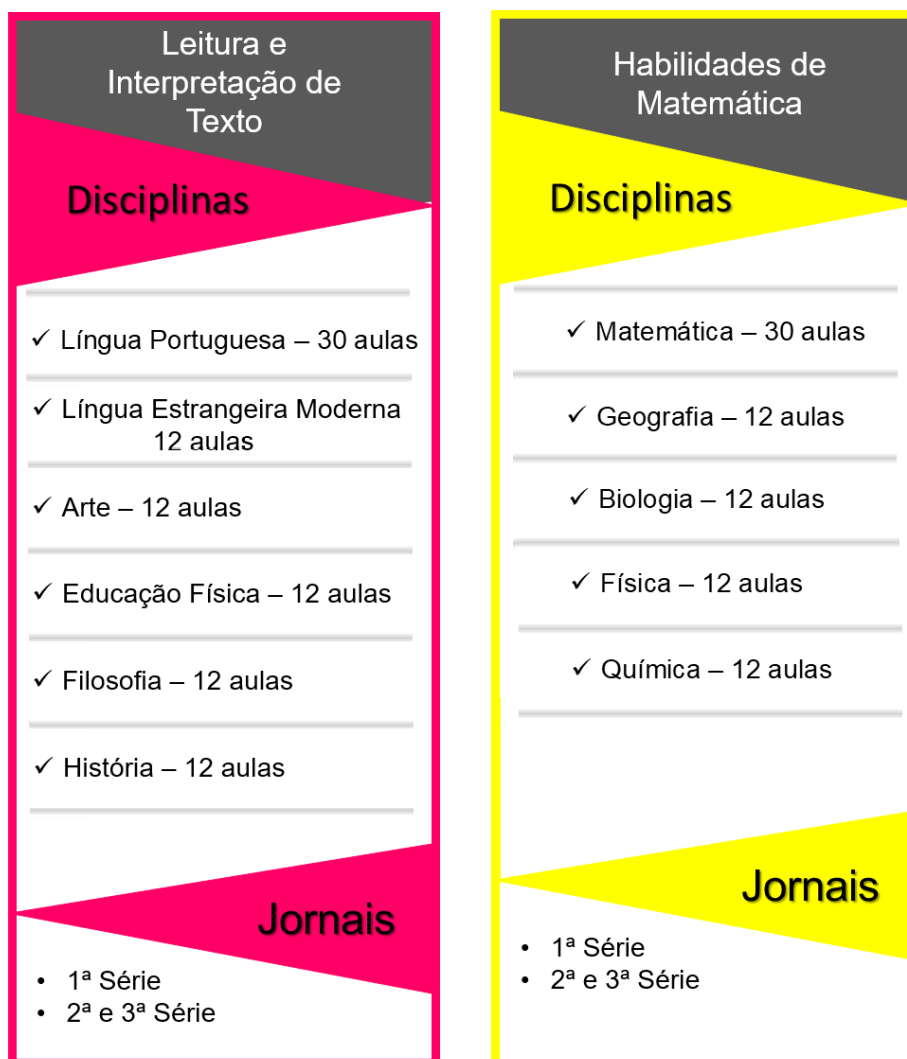 Leitura e
Interpretação de
Texto
Disciplinas
✓ Língua Portuguesa – 30 aulas
✓ Língua Estrangeira Moderna
12 aulas
✓ Arte – 12 aulas
✓ Educação Física – 12 aulas
✓ Filosofia – 12 aulas
✓ História – 12 aulas
Jornais
• 1ª Série
• 2ª e 3ª Série
Habilidades de
Matemática
Disciplinas
✓ Matemática – 30 aulas
✓ Geografia – 12 aulas
✓ Biologia – 12 aulas
✓ Física – 12 aulas
✓ Química – 12 aulas
Jornais
• 1ª Série
• 2ª e 3ª Série